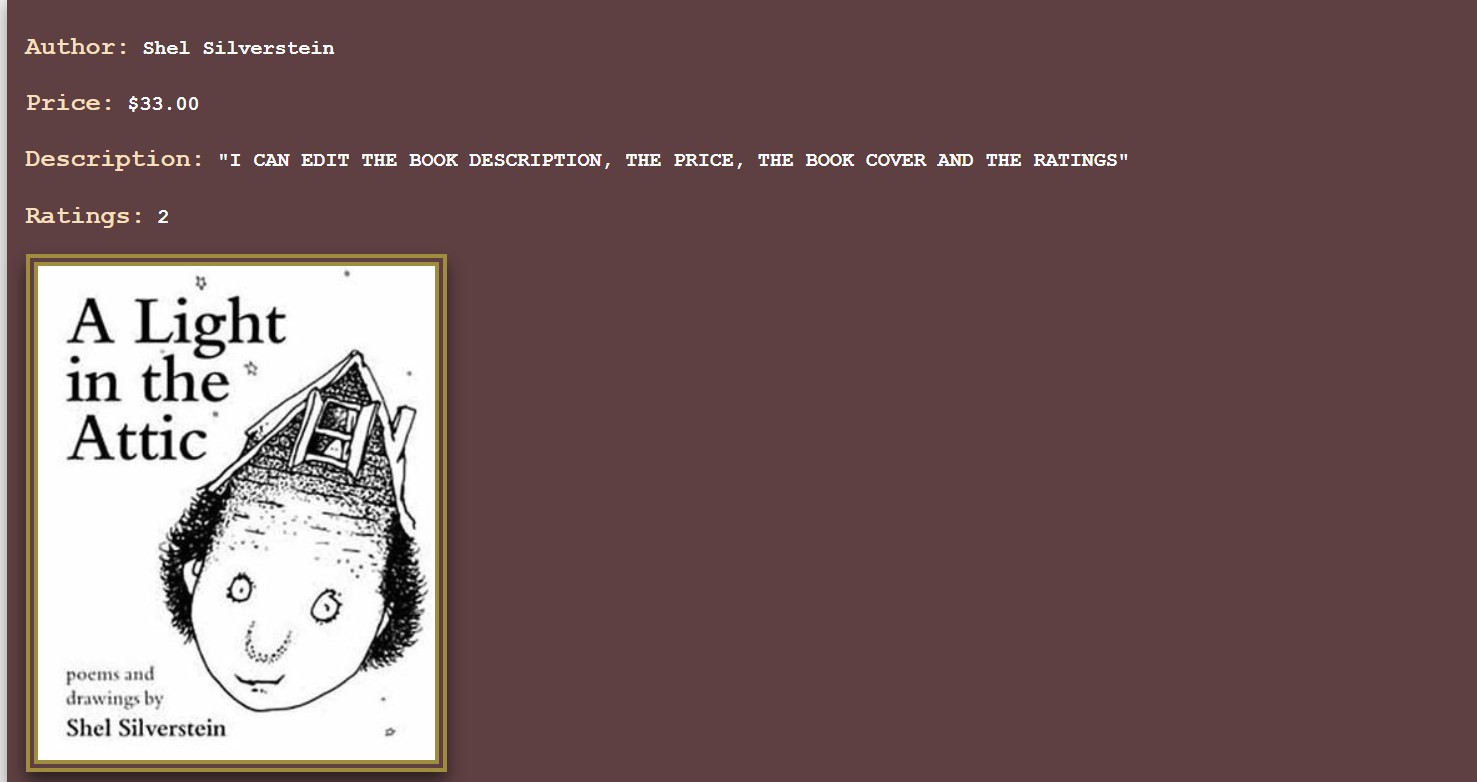 Author: Shel Silverstein
Price: $33.00
Description: "I CAN EDIT THE BOOK DESCRIPTION, THE PRICE, THE BOOK COVER AND THE RATINGS"
Ratings: 2
A Light
in the
Attic
poems and
drawings by
Shel Silverstein